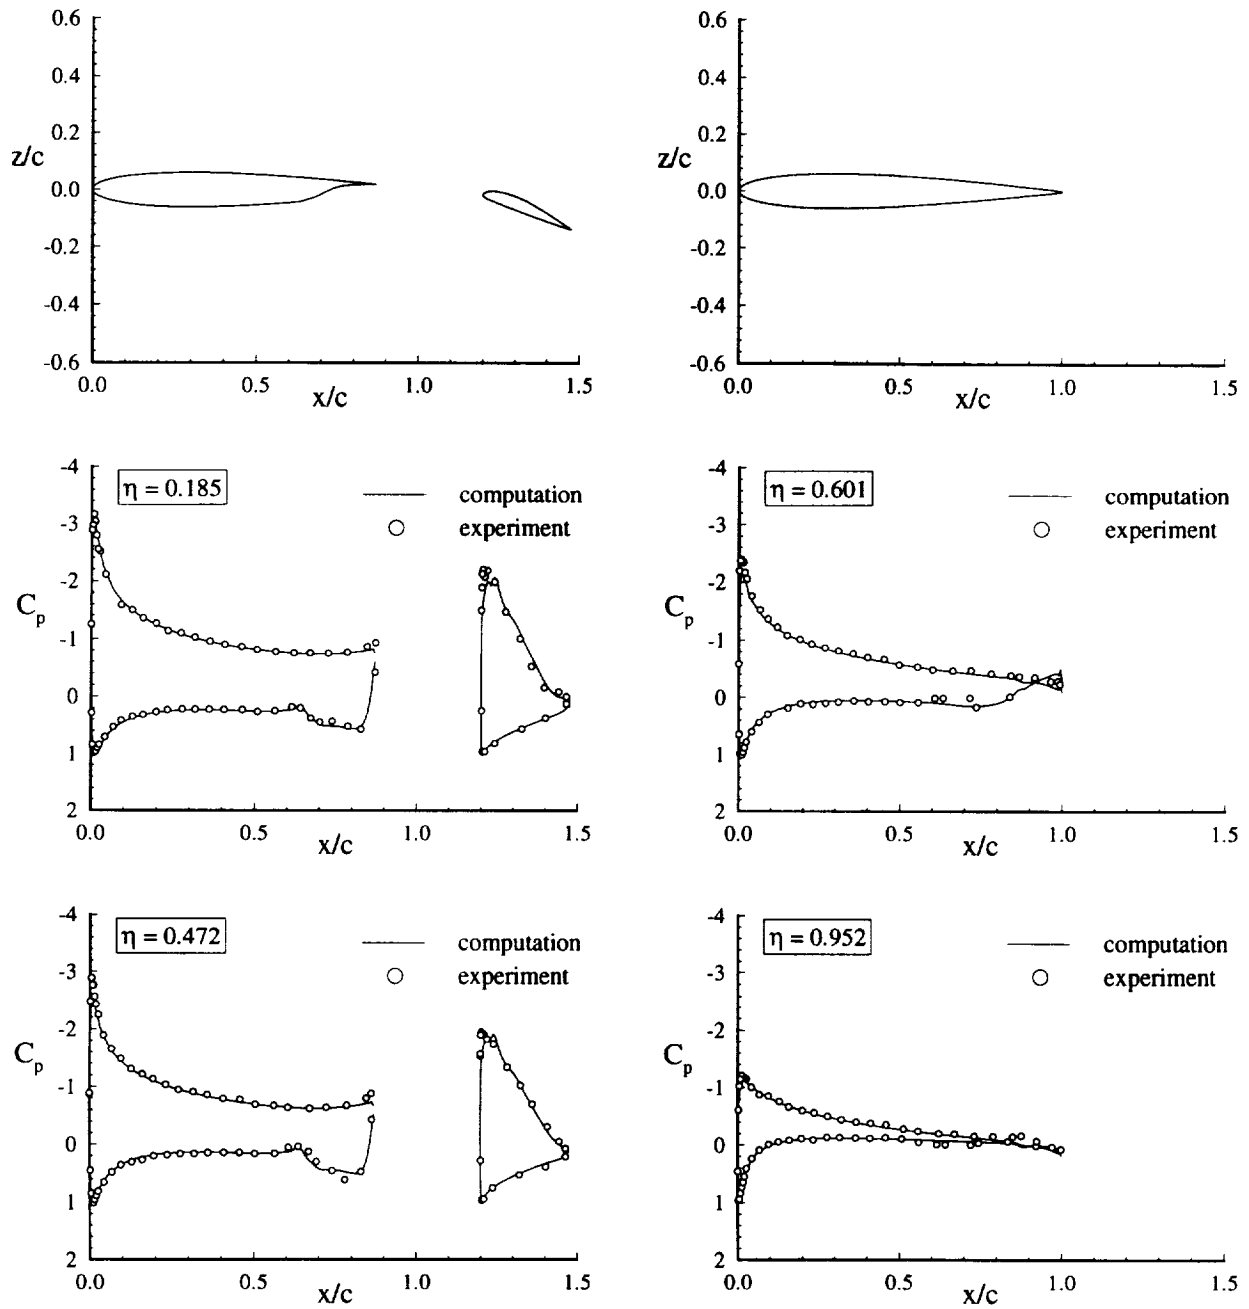 0.6
0.4
0.2
z/c
0.0
-0.2
-0.4
-0.6
0.0
0.5
1.0
1.5
x/c
0.6
0.4
0.2
z/c
0.0
-0.2
-0.4
-0.6
0.0
0.5
1.0
1.5
x/c
-4
η = 0.185
computation
-3
experiment
-2
Cp
-1
0
1
2
0.0
0.5
1.0
1.5
x/c
-4
η = 0.601
computation
-3
experiment
-2
Cp
-1
0
1
2
0.0
0.5
1.0
1.5
x/c
-4
η = 0.472
computation
-3
experiment
-2
Cp
-1
0
1
2
0.0
0.5
1.0
1.5
x/c
-4
η = 0.952
computation
-3
experiment
-2
Cp
-1
0
1
2
0.0
0.5
1.0
1.5
x/c